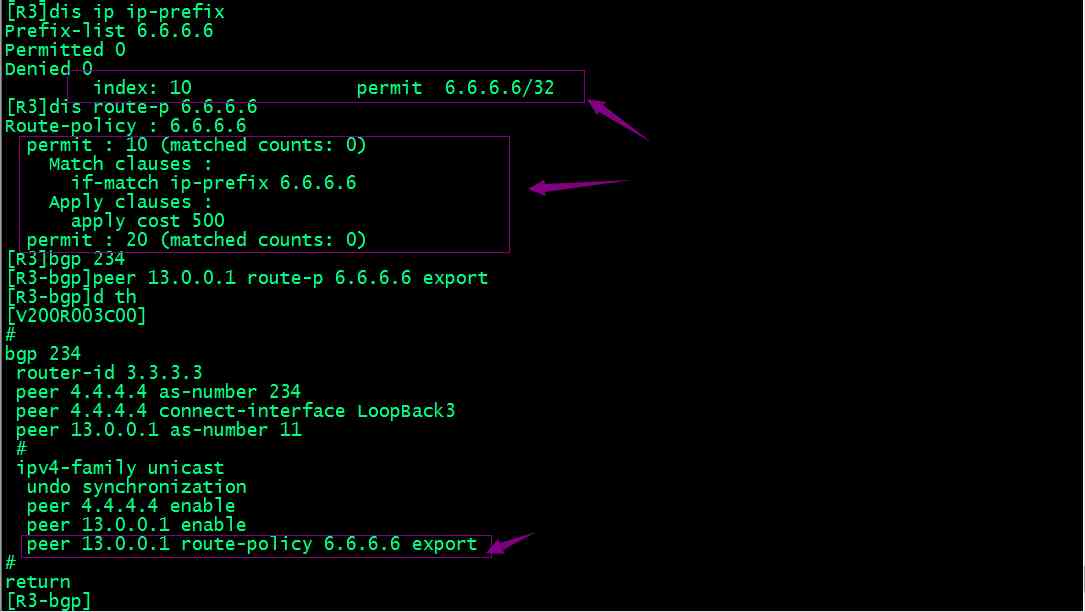 [R3]dis ip ip-prefix
Prefix-list 6.6.6.6
Permitted 0
Denied 0
        index: 10               permit  6.6.6.6/32
[R3]dis route-p 6.6.6.6
Route-policy : 6.6.6.6
  permit : 10 (matched counts: 0)
    Match clauses :
      if-match ip-prefix 6.6.6.6
    Apply clauses :
      apply cost 500
  permit : 20 (matched counts: 0)
[R3]bgp 234
[R3-bgp]peer 13.0.0.1 route-p 6.6.6.6 export
[R3-bgp]d th
[V200R003C00]
#
bgp 234
 router-id 3.3.3.3
 peer 4.4.4.4 as-number 234
 peer 4.4.4.4 connect-interface LoopBack3
 peer 13.0.0.1 as-number 11
 #
 ipv4-family unicast
  undo synchronization
  peer 4.4.4.4 enable
  peer 13.0.0.1 enable
  peer 13.0.0.1 route-policy 6.6.6.6 export
#
return
[R3-bgp]